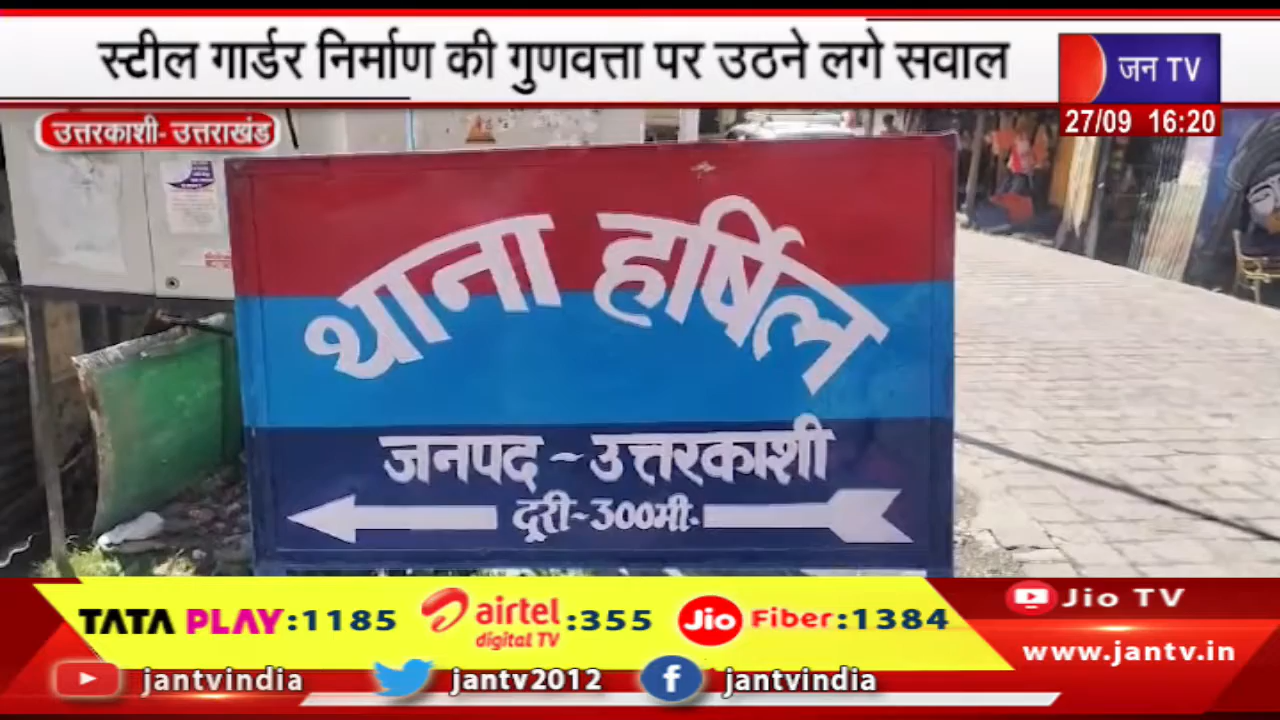 स्टील गार्डर निर्माण की गुणवत्ता पर उठने लगे सवाल
जन TV
27/09 16:20
उत्तरकाशी- उत्तराखंड
थाना हर्षिल
जनपद ~ उत्तरकाशी
दूरी~300मी.
TATA PLAY:1185
airtel digital TV :355
Jio Fiber:1384
Jio TV
www.jantv.in
jantvindia
jantv2012
jantvindia